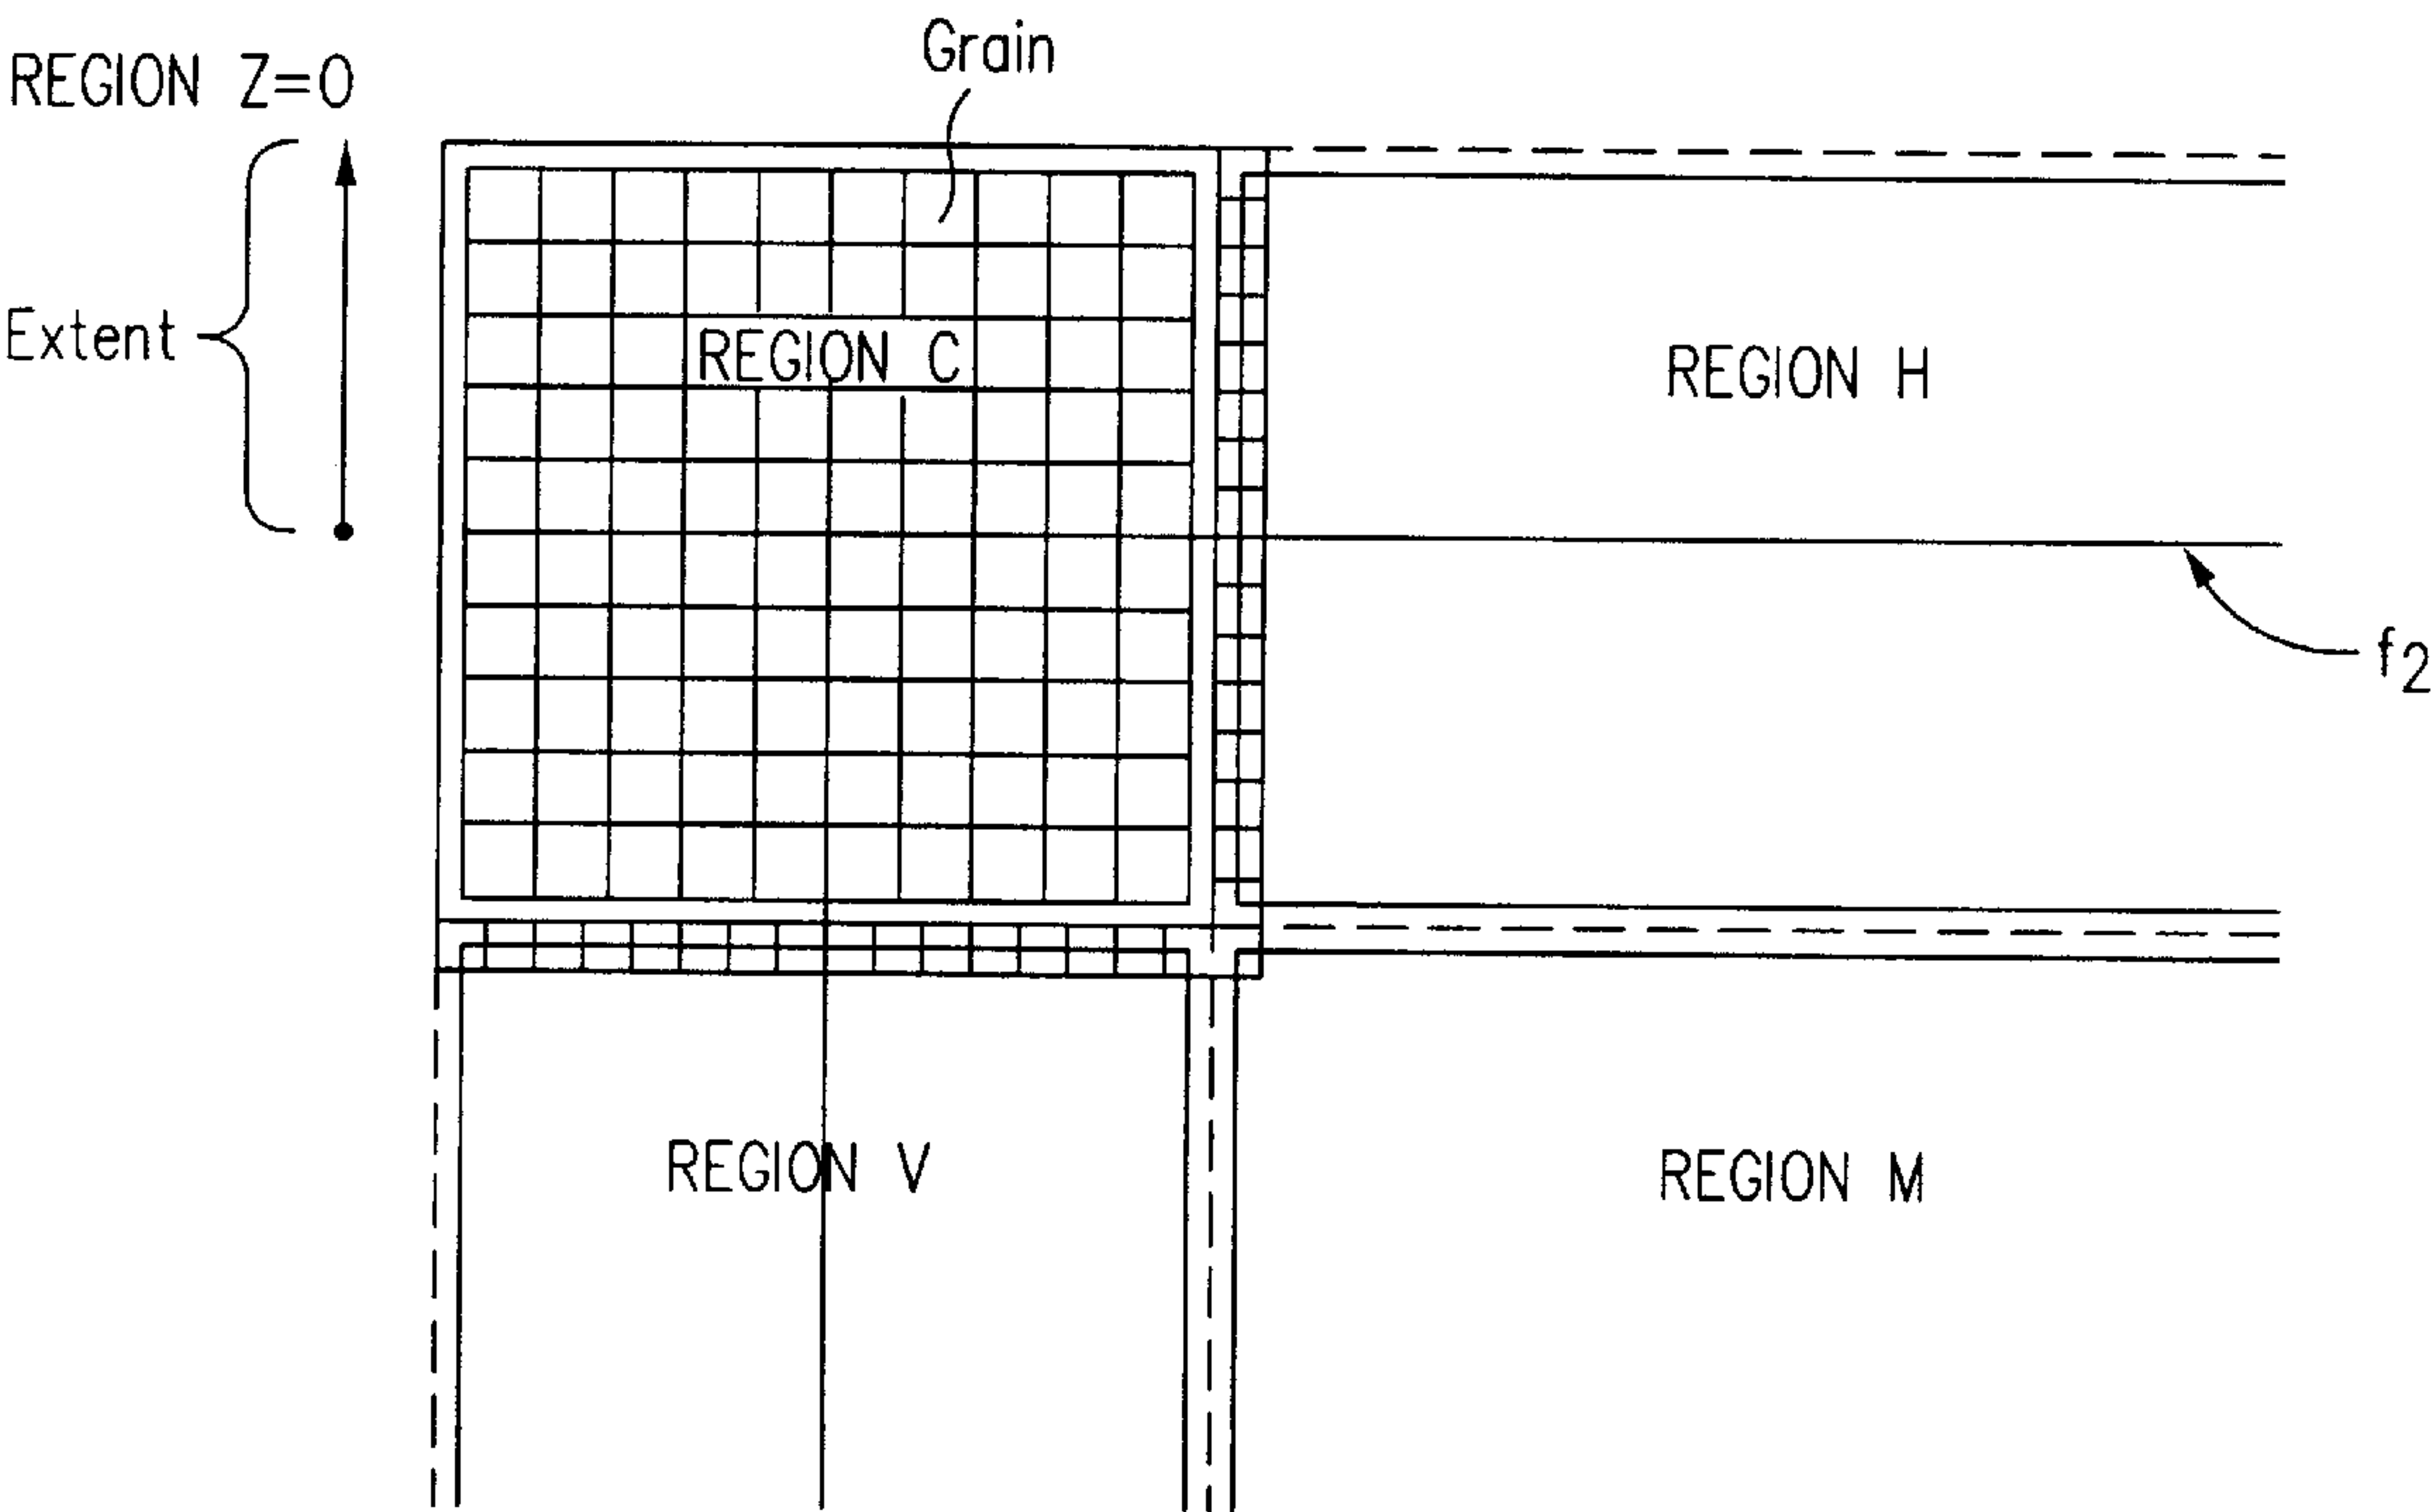 Grain
REGION Z=0
Extent
REGION C
REGION H
f2
REGION V
REGION M